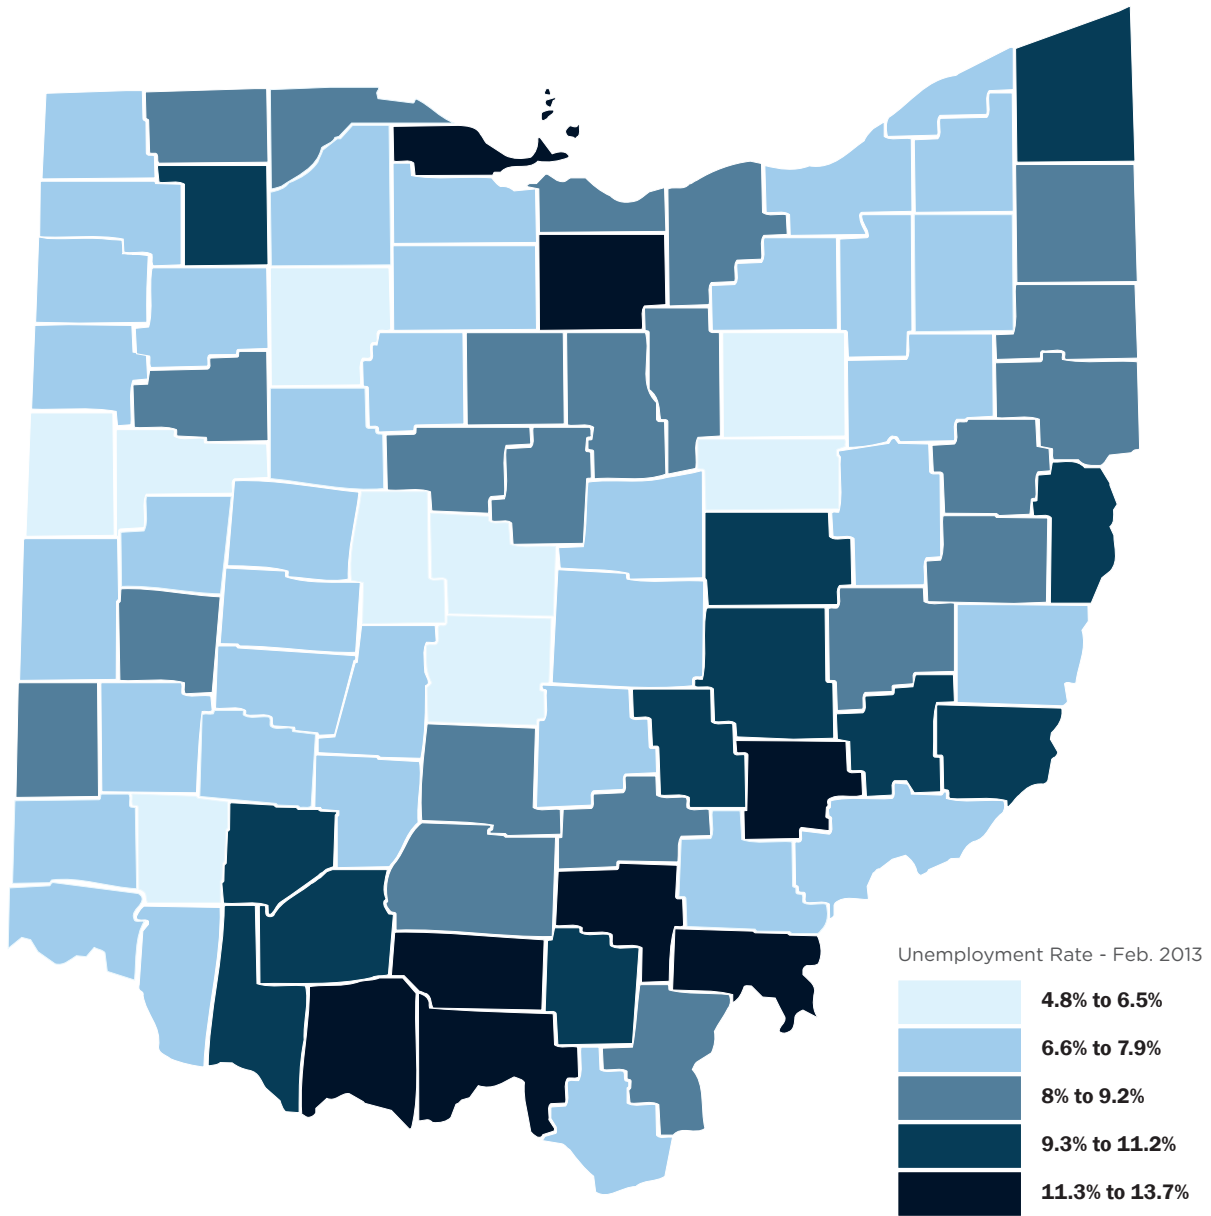 Unemployment Rate - Feb. 2013
4.8% to 6.5%
6.6% to 7.9%
8% to 9.2%
9.3% to 11.2%
11.3% to 13.7%